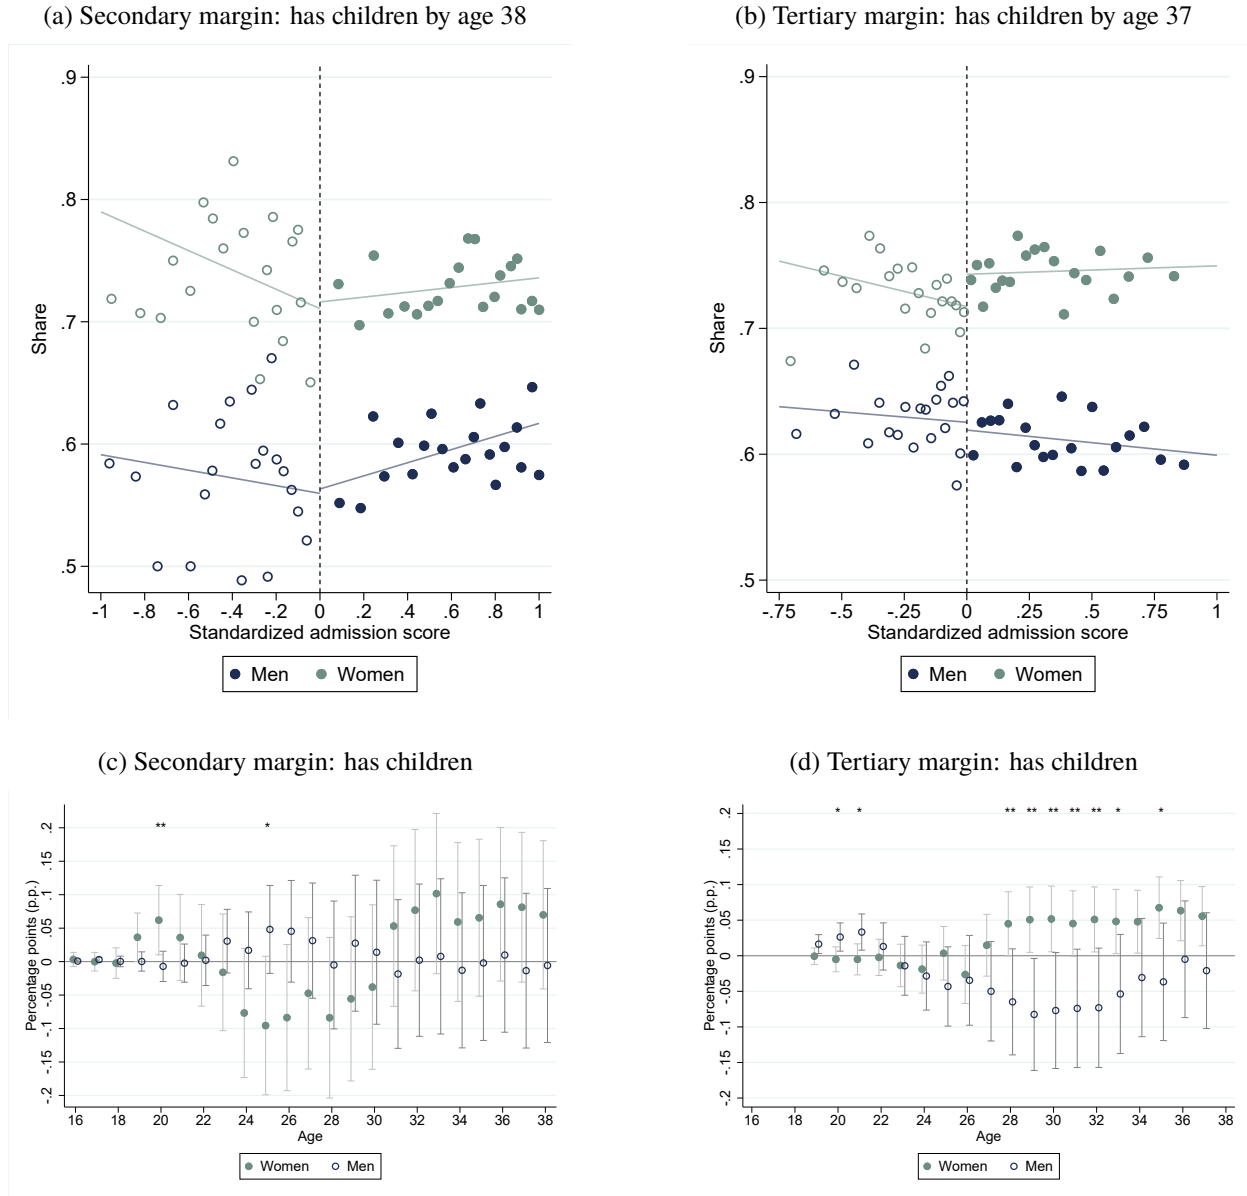 (a) Secondary margin: has children by age 38
.9
.8
.7
.6
.5
Share
-1 -.8 -.6 -.4 -.2 0 .2 .4 .6 .8 1
Standardized admission score
Men Women
(b) Tertiary margin: has children by age 37
.9
.8
.7
.6
.5
Share
-.75 -.5 -.25 0 .25 .5 .75 1
Standardized admission score
Men Women
(c) Secondary margin: has children
** *
.2
.15
.1
.05
0
-.05
-.1
-.15
-.2
Percentage points (p.p.)
16 18 20 22 24 26 28 30 32 34 36 38
Age
Women Men
(d) Tertiary margin: has children
* * ** ** ** ** ** * *
.2
.15
.1
.05
0
-.05
-.1
-.15
-.2
Percentage points (p.p.)
16 18 20 22 24 26 28 30 32 34 36 38
Age
Women Men